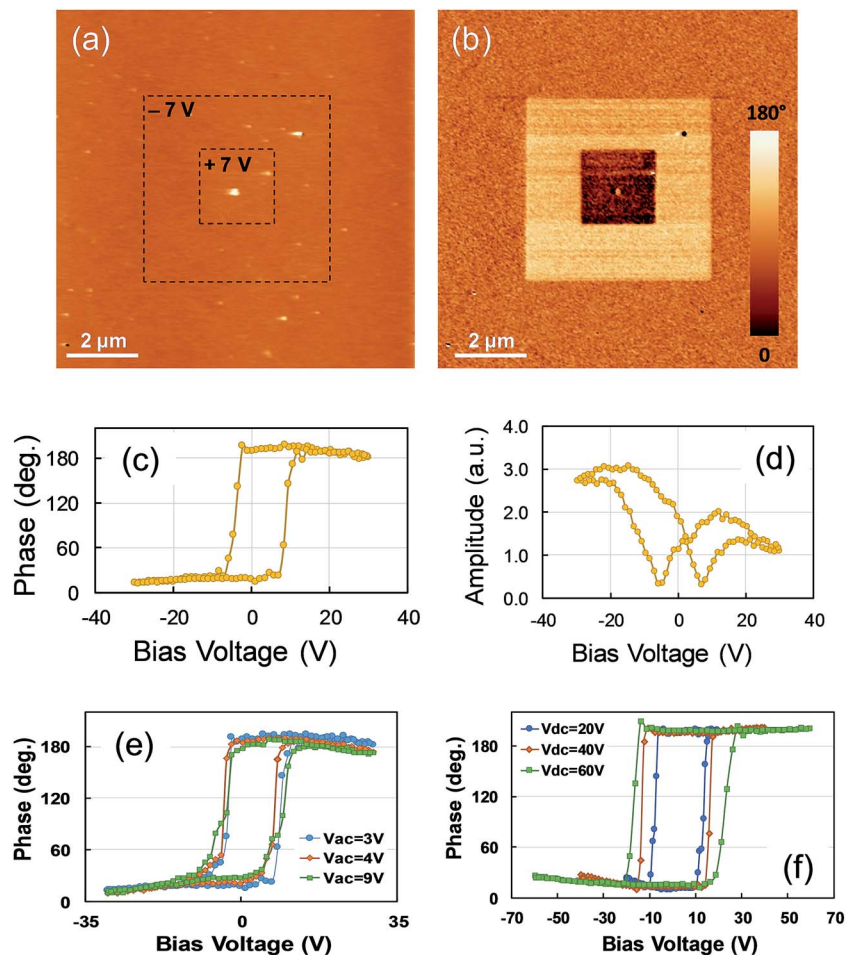 (a)
– 7 V
+ 7 V
2 µm
(b)
180°
0
2 µm
(c)
Phase (deg.)
180
120
60
0
-40 -20 0 20 40
Bias Voltage (V)
(d)
Amplitude (a.u.)
4.0
3.0
2.0
1.0
0.0
-40 -20 0 20 40
Bias Voltage (V)
(e)
Phase (deg.)
180
120
60
0
Vac=3V
Vac=4V
Vac=9V
-35 0 35
Bias Voltage (V)
Vdc=20V
Vdc=40V
Vdc=60V
(f)
Phase (deg.)
180
120
60
0
-70 -50 -30 -10 10 30 50 70
Bias Voltage (V)